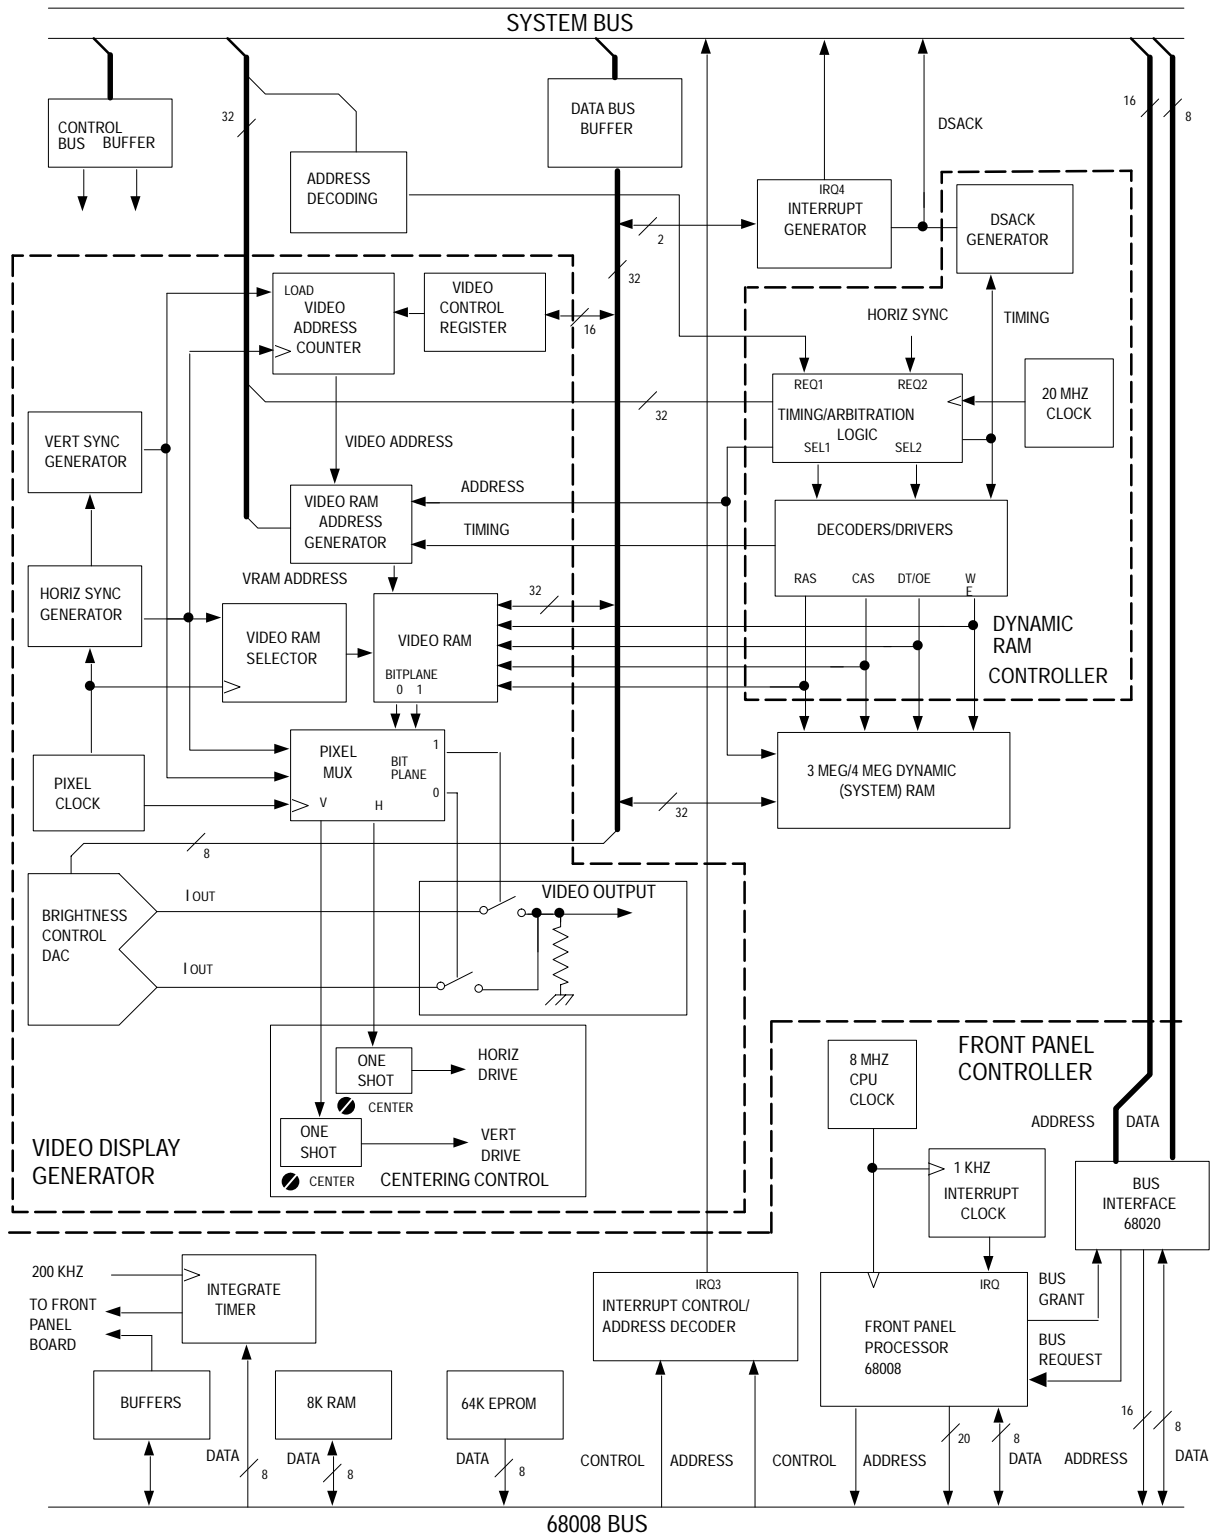 SYSTEM BUS
CONTROL
BUS BUFFER
32
ADDRESS
DECODING
DATA BUS
BUFFER
DSACK
16
8
IRQ4
INTERRUPT
GENERATOR
2
32
DSACK
GENERATOR
LOAD
VIDEO
ADDRESS
COUNTER
VIDEO
CONTROL
REGISTER
16
HORIZ SYNC
TIMING
REQ1
REQ2
TIMING/ARBITRATION
LOGIC
SEL1
SEL2
20 MHZ
CLOCK
32
VERT SYNC
GENERATOR
VIDEO ADDRESS
VIDEO RAM
ADDRESS
GENERATOR
ADDRESS
TIMING
DECODERS/DRIVERS
RAS
CAS
DT/OE
W
E
VRAM ADDRESS
HORIZ SYNC
GENERATOR
VIDEO RAM
SELECTOR
VIDEO RAM
BITPLANE
0 1
32
DYNAMIC
RAM
CONTROLLER
PIXEL
CLOCK
PIXEL
MUX
BIT
PLANE
1
0
V
H
3 MEG/4 MEG DYNAMIC
(SYSTEM) RAM
32
8
BRIGHTNESS
CONTROL
DAC
I OUT
I OUT
VIDEO OUTPUT
ONE
SHOT
HORIZ
DRIVE
CENTER
ONE
SHOT
VERT
DRIVE
CENTER
CENTERING CONTROL
VIDEO DISPLAY
GENERATOR
8 MHZ
CPU
CLOCK
FRONT PANEL
CONTROLLER
ADDRESS
DATA
1 KHZ
INTERRUPT
CLOCK
BUS
INTERFACE
68020
200 KHZ
TO FRONT
PANEL
BOARD
INTEGRATE
TIMER
IRQ3
INTERRUPT CONTROL/
ADDRESS DECODER
IRQ
FRONT PANEL
PROCESSOR
68008
BUS
GRANT
BUS
REQUEST
BUFFERS
8K RAM
64K EPROM
DATA
8
DATA
8
DATA
8
CONTROL
ADDRESS
CONTROL
ADDRESS
20
8
DATA
ADDRESS
16
8
DATA
68008 BUS